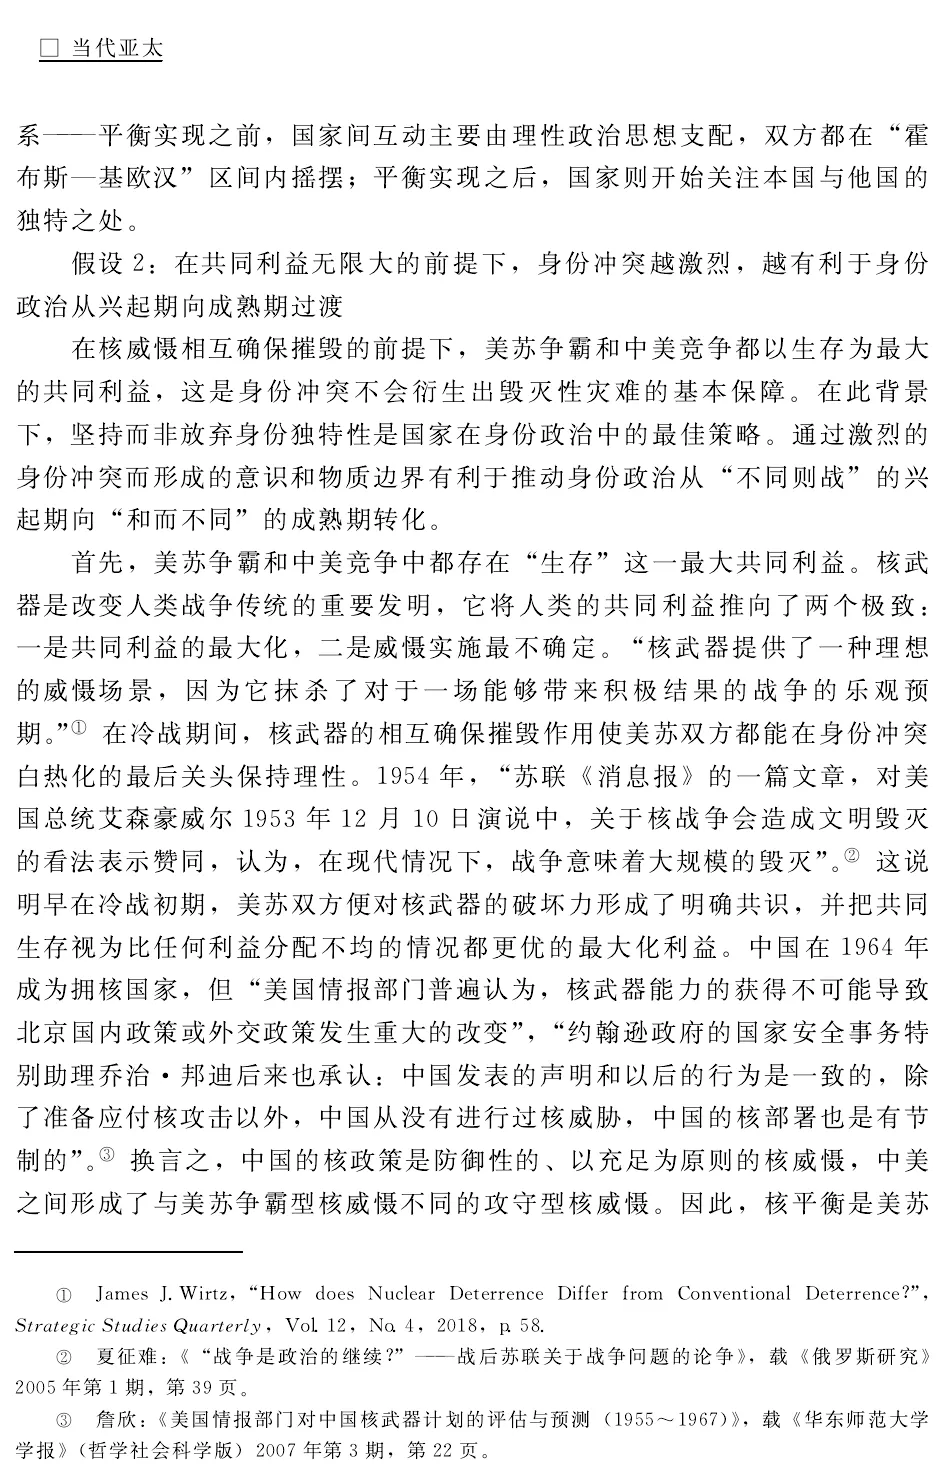 □ 当代亚太
系——平衡实现之前，国家间互动主要由理性政治思想支配，双方都在“霍
布斯—基欧汉”区间内摇摆；平衡实现之后，国家则开始关注本国与他国的
独特之处。
假设 2：在共同利益无限大的前提下，身份冲突越激烈，越有利于身份
政治从兴起期向成熟期过渡
在核威慑相互确保摧毁的前提下，美苏争霸和中美竞争都以生存为最大
的共同利益，这是身份冲突不会衍生出毁灭性灾难的基本保障。在此背景
下，坚持而非放弃身份独特性是国家在身份政治中的最佳策略。通过激烈的
身份冲突而形成的意识和物质边界有利于推动身份政治从“不同则战”的兴
起期向“和而不同”的成熟期转化。
首先，美苏争霸和中美竞争中都存在“生存”这一最大共同利益。核武
器是改变人类战争传统的重要发明，它将人类的共同利益推向了两个极致：
一是共同利益的最大化，二是威慑实施最不确定。“核武器提供了一种理想
的威慑场景，因为它抹杀了对于一场能够带来积极结果的战争的乐观预
期。”① 在冷战期间，核武器的相互确保摧毁作用使美苏双方都能在身份冲突
白热化的最后关头保持理性。1954 年，“苏联《消息报》的一篇文章，对美
国总统艾森豪威尔 1953 年 12 月 10 日演说中，关于核战争会造成文明毁灭
的看法表示赞同，认为，在现代情况下，战争意味着大规模的毁灭”。② 这说
明早在冷战初期，美苏双方便对核武器的破坏力形成了明确共识，并把共同
生存视为比任何利益分配不均的情况都更优的最大化利益。中国在 1964 年
成为拥核国家，但“美国情报部门普遍认为，核武器能力的获得不可能导致
北京国内政策或外交政策发生重大的改变”，“约翰逊政府的国家安全事务特
别助理乔治·邦迪后来也承认：中国发表的声明和以后的行为是一致的，除
了准备应付核攻击以外，中国从没有进行过核威胁，中国的核部署也是有节
制的”。③ 换言之，中国的核政策是防御性的、以充足为原则的核威慑，中美
之间形成了与美苏争霸型核威慑不同的攻守型核威慑。因此，核平衡是美苏
① James J. Wirtz, “How does Nuclear Deterrence Differ from Conventional Deterrence?”,
Strategic Studies Quarterly, Vol. 12, No. 4, 2018, p. 58.
② 夏征难：《“战争是政治的继续?”——战后苏联关于战争问题的论争》，载《俄罗斯研究》
2005 年第 1 期，第 39 页。
③ 詹欣：《美国情报部门对中国核武器计划的评估与预测（1955～1967）》，载《华东师范大学
学报》（哲学社会科学版）2007 年第 3 期，第 22 页。